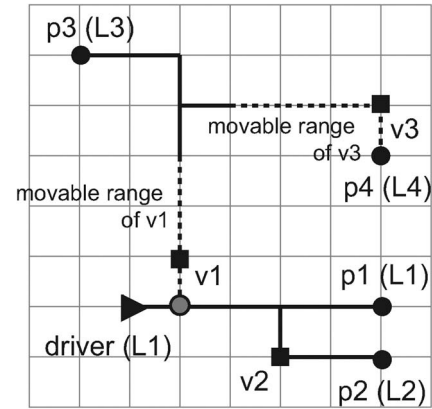 p3 (L3)
movable range
of v3
v3
p4 (L4)
movable range
of v1
v1
p1 (L1)
driver (L1)
v2
p2 (L2)